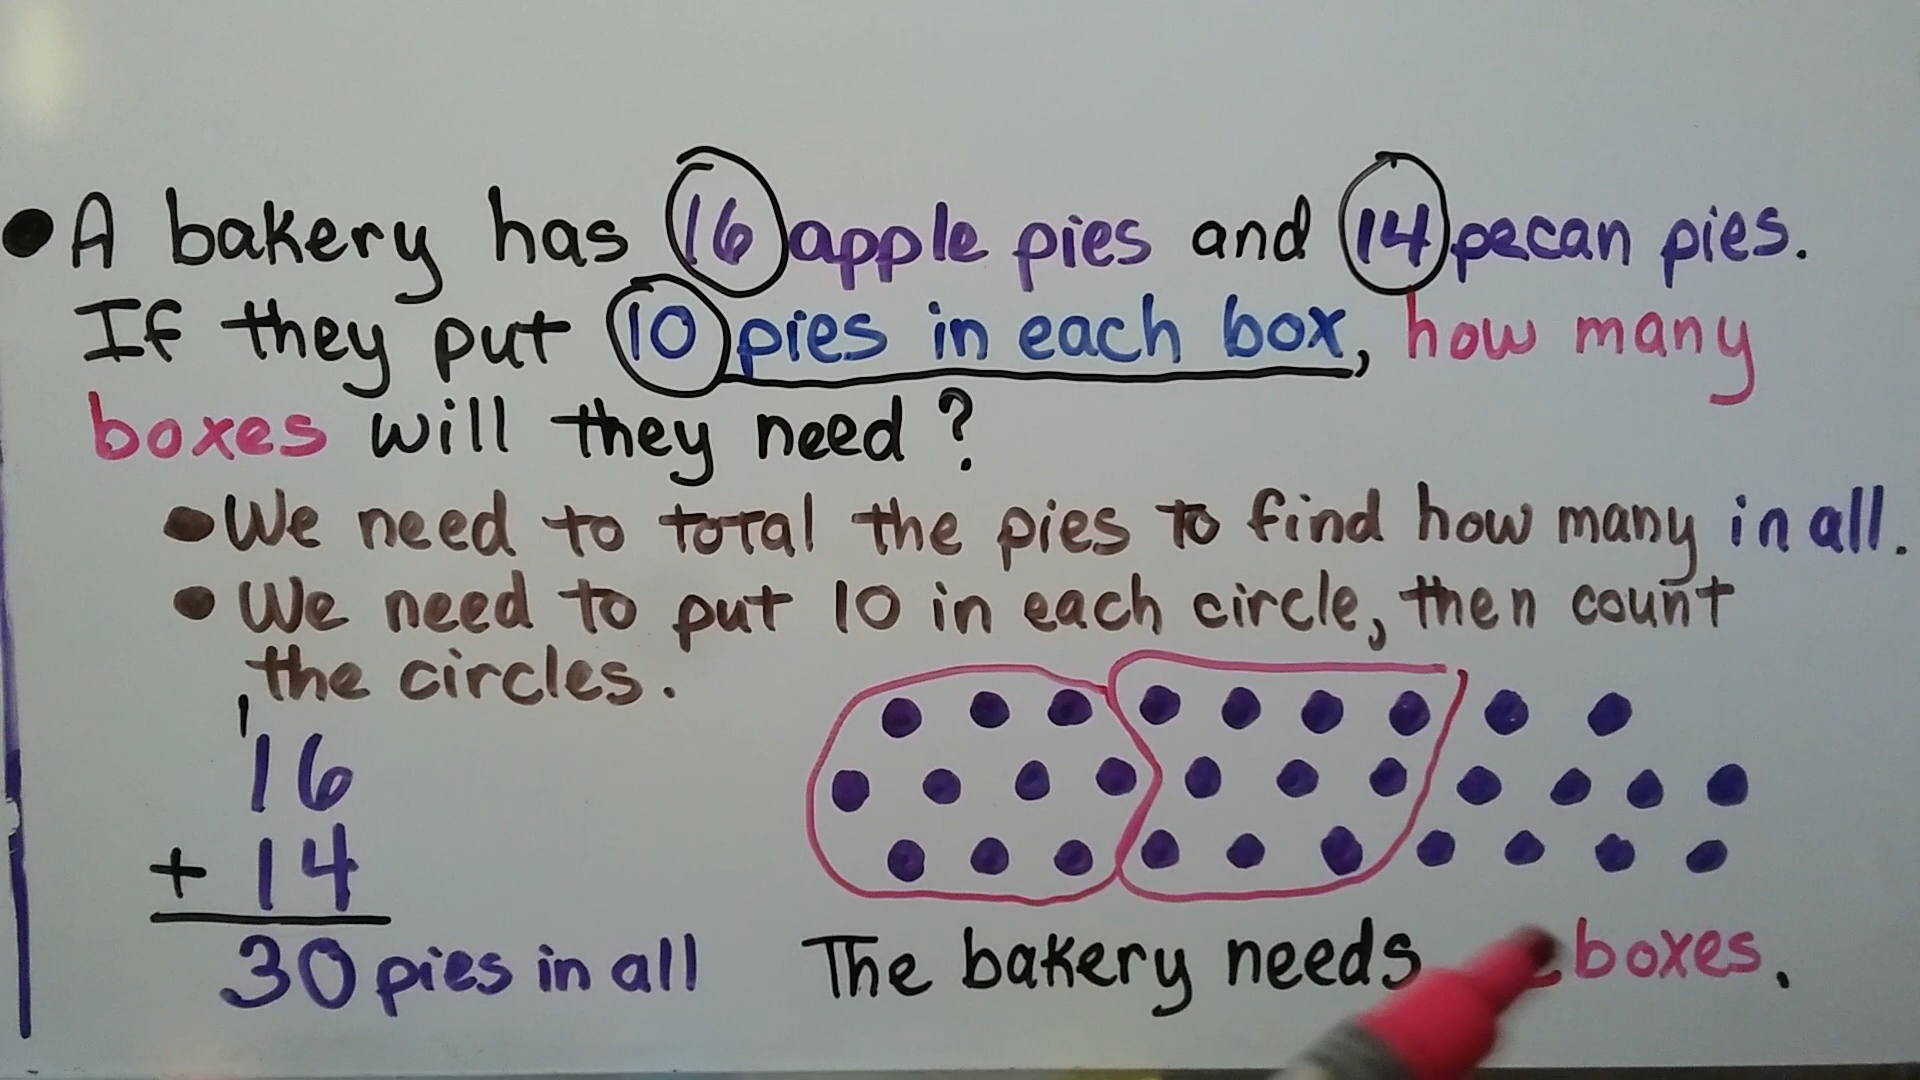 • A bakery has 16 apple pies and 14 pecan pies.
If they put 10 pies in each box, how many
boxes will they need?
• We need to total the pies to find how many in all.
• We need to put 10 in each circle, then count
the circles.
1
16
+ 14
30 pies in all
The bakery needs boxes.